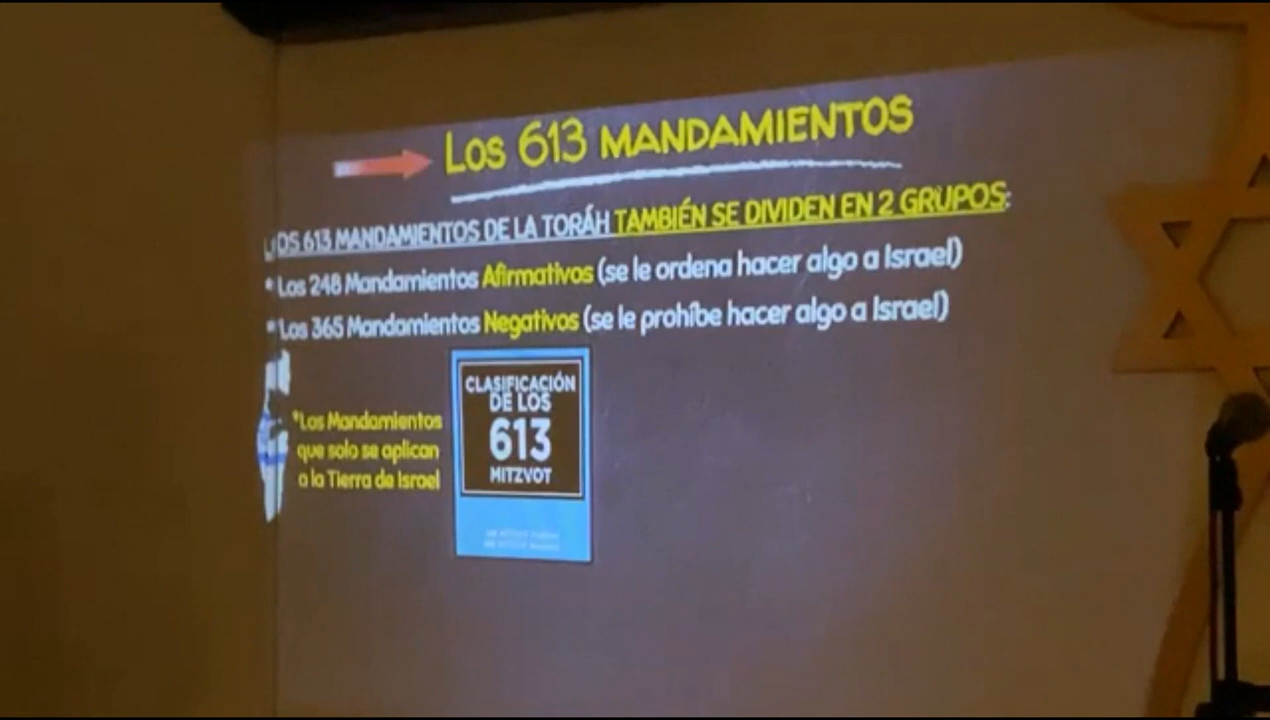 Los 613 MANDAMIENTOS
LOS 613 MANDAMIENTOS DE LA TORÁH TAMBIÉN SE DIVIDEN EN 2 GRUPOS:
* Los 248 Mandamientos Afirmativos (se le ordena hacer algo a Israel)
* Los 365 Mandamientos Negativos (se le prohíbe hacer algo a Israel)
CLASIFICACIÓN
DE LOS
613
MITZVOT
*Los Mandamientos
que solo se aplican
a la Tierra de Israel